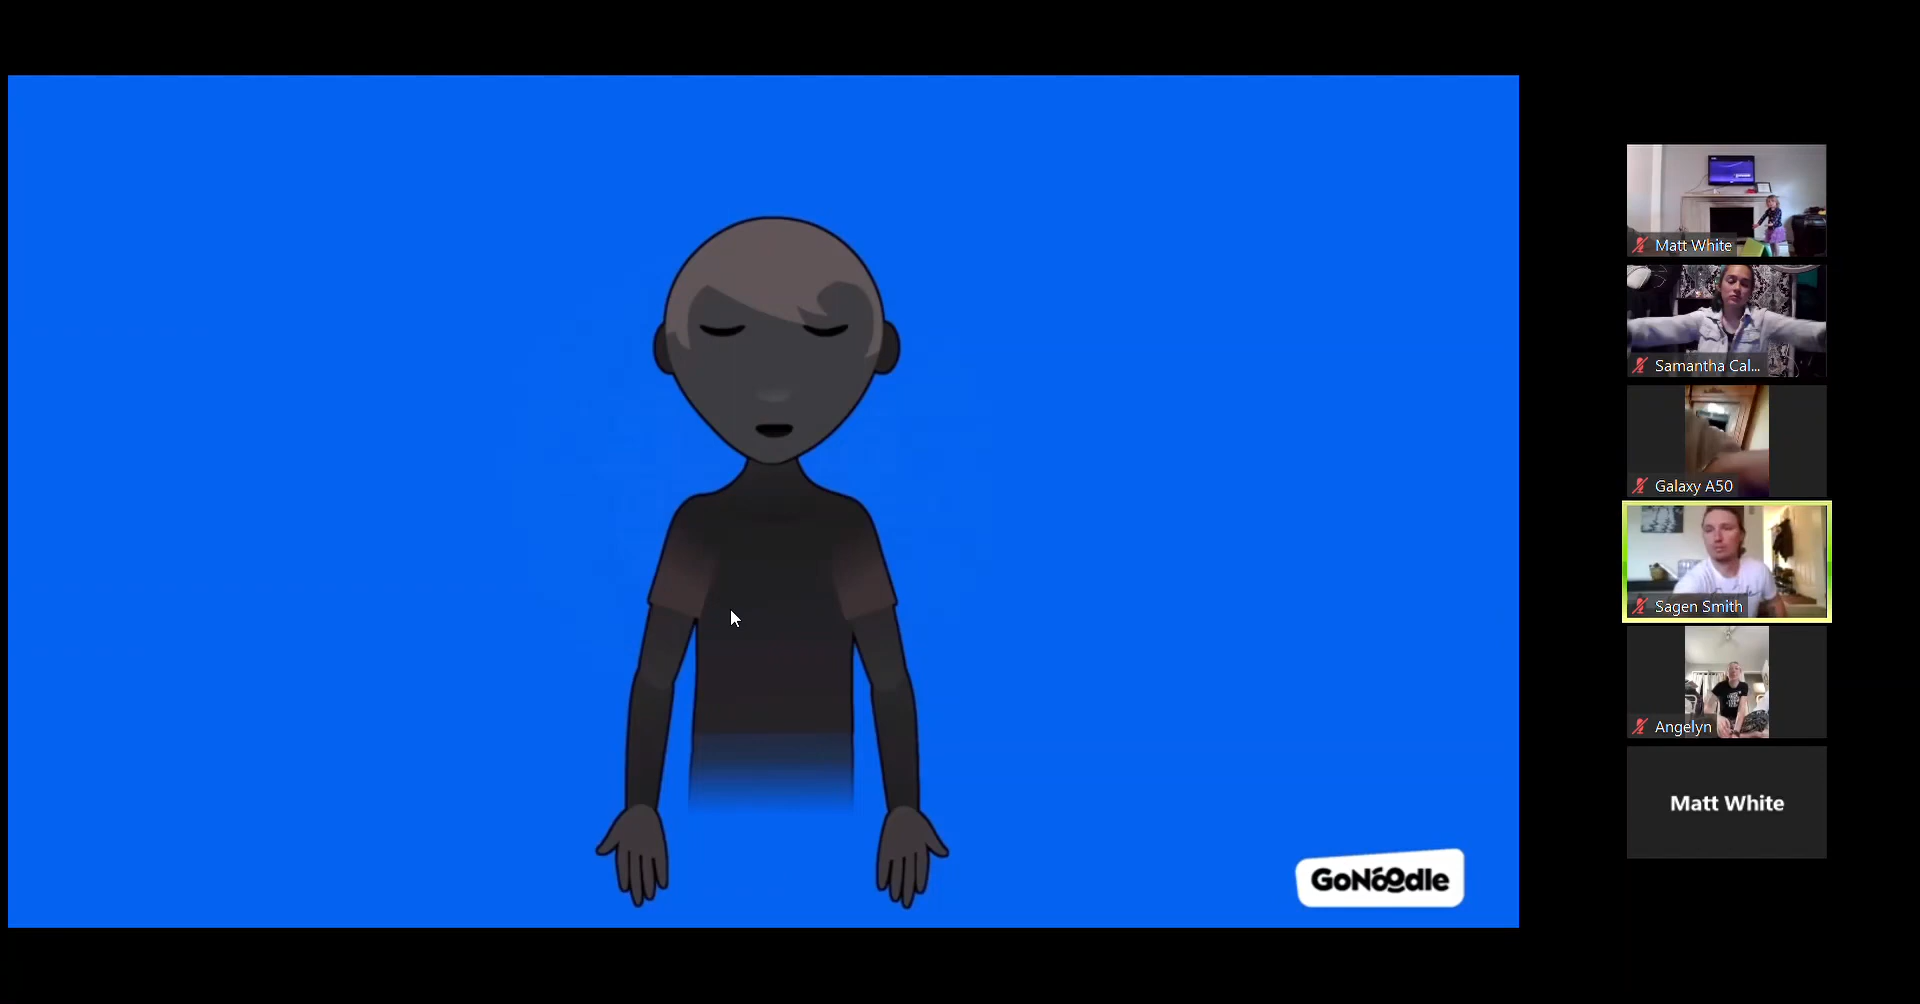 GoNoodle
Matt White
Samantha Cal...
Galaxy A50
Sagen Smith
Angelyn
Matt White